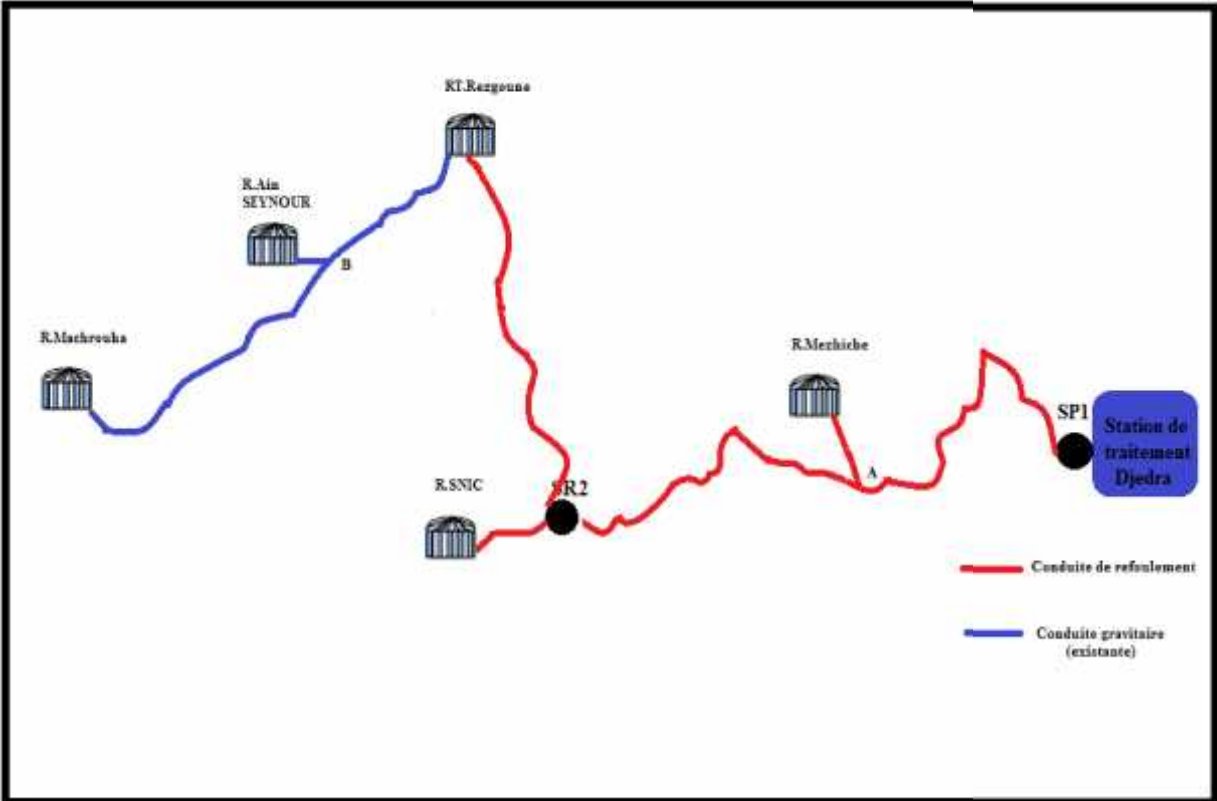 RT.Rezgoune
R.Ain
SEYNOUR
B
R.Machrouha
R.Mezhiche
SP1
Station de
traitement
Djedra
A
R.SNIC
SR2
Conduite de refoulement
Conduite gravitaire
(existante)